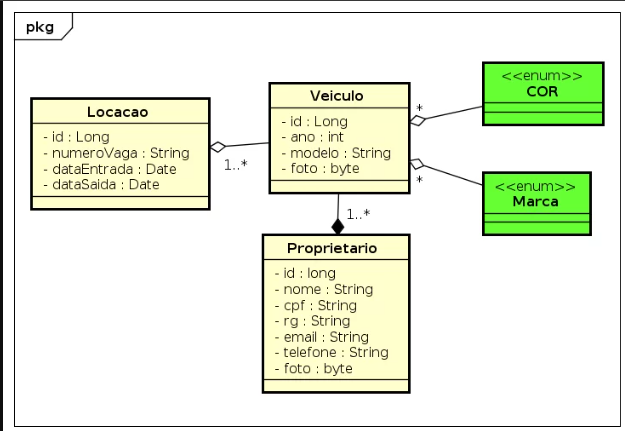 pkg
Locacao
- id : Long
- numeroVaga : String
- dataEntrada : Date
- dataSaida : Date
1..*
Veiculo
- id : Long
- ano : int
- modelo : String
- foto : byte
*
*
<<enum>>
COR
<<enum>>
Marca
1..*
Proprietario
- id : long
- nome : String
- cpf : String
- rg : String
- email : String
- telefone : String
- foto : byte